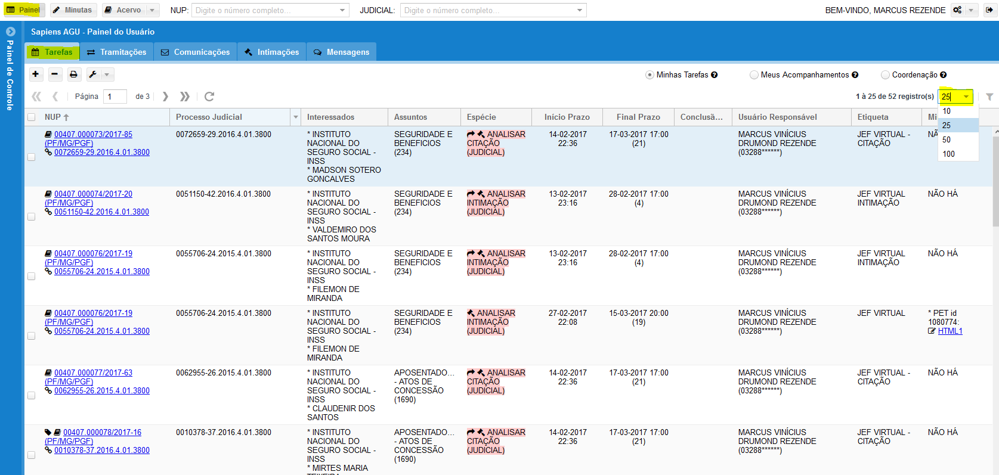 Painel Minutas Acervo NUP: Digite o número completo... JUDICIAL: Digite o número completo... BEM-VINDO, MARCUS REZENDE
Painel de Controle
Sapiens AGU - Painel do Usuário
Tarefas Tramitações Comunicações Intimações Mensagens
Minhas Tarefas Meus Acompanhamentos Coordenação
Página 1 de 3 1 à 25 de 52 registro(s) 25
10
25
50
100
NUP Processo Judicial Interessados Assuntos Espécie Início Prazo Final Prazo Conclusã... Usuário Responsável Etiqueta Mi
00407.000073/2017-85 0072659-29.2016.4.01.3800 * INSTITUTO SEGURIDADE E ANALISAR 14-02-2017 17-03-2017 17:00 MARCUS VINÍCIUS JEF VIRTUAL - NÃ
(PF/MG/PGF) NACIONAL DO BENEFICIOS CITAÇÃO 22:36 (21) DRUMOND REZENDE CITAÇÃO
0072659-29.2016.4.01.3800 SEGURO SOCIAL - (234) (JUDICIAL) (03288******)
INSS
* MADSON SOTERO
GONCALVES
00407.000074/2017-20 0051150-42.2016.4.01.3800 * INSTITUTO SEGURIDADE E ANALISAR 13-02-2017 28-02-2017 17:00 MARCUS VINÍCIUS JEF VIRTUAL NÃO HÁ
(PF/MG/PGF) NACIONAL DO BENEFICIOS INTIMAÇÃO 23:16 (4) DRUMOND REZENDE INTIMAÇÃO
0051150-42.2016.4.01.3800 SEGURO SOCIAL - (234) (JUDICIAL) (03288******)
INSS
* VALDEMIRO DOS
SANTOS MOURA
00407.000076/2017-19 0055706-24.2015.4.01.3800 * INSTITUTO SEGURIDADE E ANALISAR 13-02-2017 28-02-2017 17:00 MARCUS VINÍCIUS JEF VIRTUAL NÃO HÁ
(PF/MG/PGF) NACIONAL DO BENEFICIOS INTIMAÇÃO 23:16 (4) DRUMOND REZENDE INTIMAÇÃO
0055706-24.2015.4.01.3800 SEGURO SOCIAL - (234) (JUDICIAL) (03288******)
INSS
* FILEMON DE
MIRANDA
00407.000076/2017-19 0055706-24.2015.4.01.3800 * INSTITUTO SEGURIDADE E ANALISAR 27-02-2017 15-03-2017 20:00 MARCUS VINÍCIUS JEF VIRTUAL * PET id
(PF/MG/PGF) NACIONAL DO BENEFICIOS INTIMAÇÃO 22:08 (19) DRUMOND REZENDE 1080774:
0055706-24.2015.4.01.3800 SEGURO SOCIAL - (234) (JUDICIAL) (03288******) HTML1
INSS
* FILEMON DE
MIRANDA
00407.000077/2017-63 0062955-26.2015.4.01.3800 * INSTITUTO APOSENTADO... ANALISAR 14-02-2017 17-03-2017 17:00 MARCUS VINÍCIUS JEF VIRTUAL - NÃO HÁ
(PF/MG/PGF) NACIONAL DO - ATOS DE CITAÇÃO 22:36 (21) DRUMOND REZENDE CITAÇÃO
0062955-26.2015.4.01.3800 SEGURO SOCIAL - CONCESSÃO (JUDICIAL) (03288******)
INSS (1690)
* CLAUDENIR DOS
SANTOS
00407.000078/2017-16 0010378-37.2016.4.01.3800 * INSTITUTO APOSENTADO... ANALISAR 14-02-2017 17-03-2017 17:00 MARCUS VINÍCIUS JEF VIRTUAL - NÃO HÁ
(PF/MG/PGF) NACIONAL DO - ATOS DE CITAÇÃO 22:36 (21) DRUMOND REZENDE CITAÇÃO
0010378-37.2016.4.01.3800 SEGURO SOCIAL - CONCESSÃO (JUDICIAL) (03288******)
INSS (1690)
* MIRTES MARIA